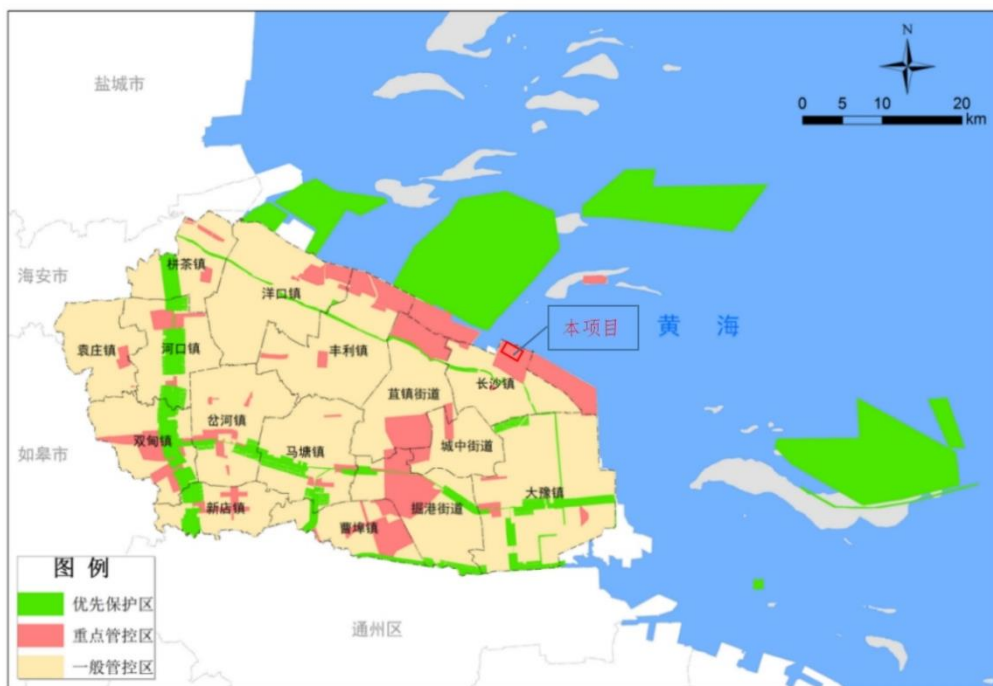 N
盐城市
0 5 10 20
km
海安市
栟茶镇
洋口镇
本项目
黄 海
袁庄镇
河口镇
丰利镇
长沙镇
苴镇街道
岔河镇
双甸镇
马塘镇
城中街道
如皋市
大豫镇
新店镇
掘港街道
曹埠镇
图 例
优先保护区
重点管控区
一般管控区
通州区